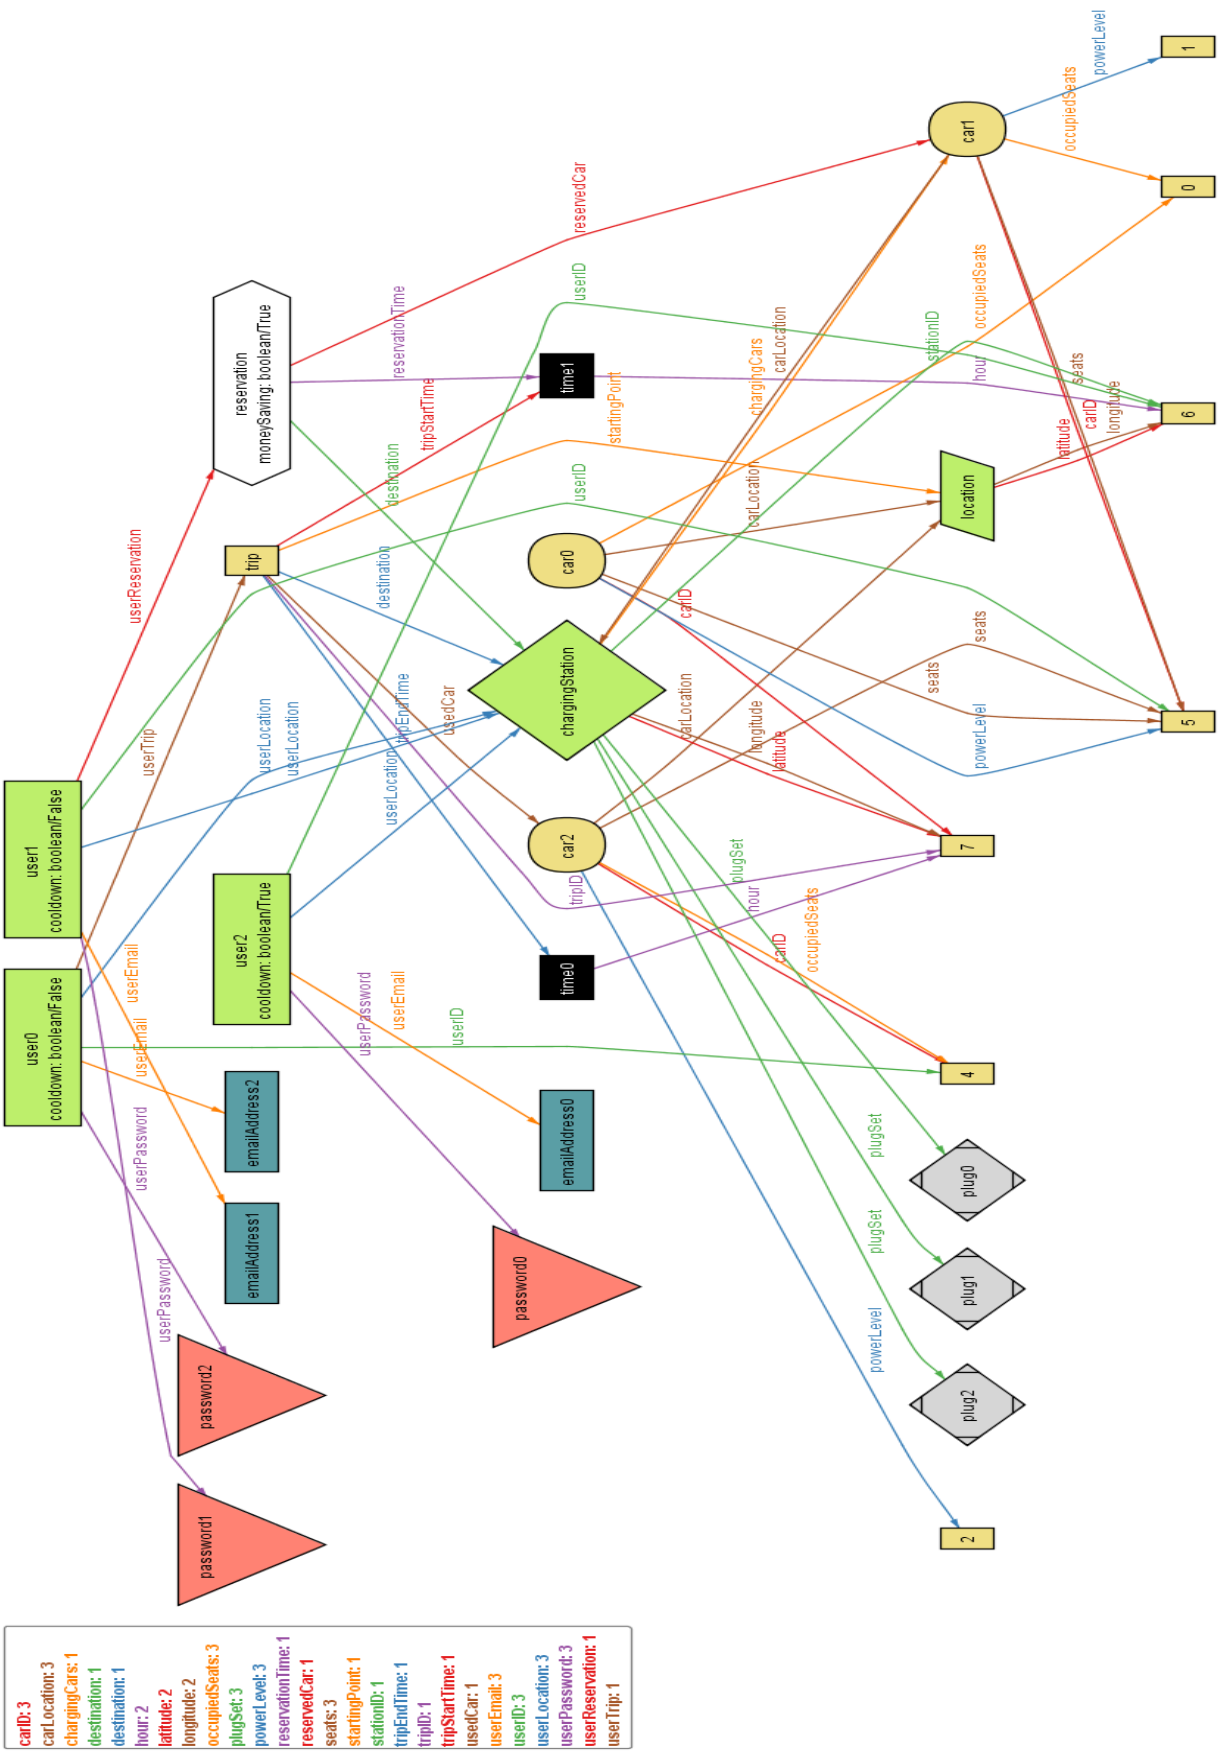 carID: 3
carLocation: 3
chargingCars: 1
destination: 1
destination: 1
hour: 2
latitude: 2
longitude: 2
occupiedSeats: 3
plugSet: 3
powerLevel: 3
reservationTime: 1
reservedCar: 1
seats: 3
startingPoint: 1
stationID: 1
tripEndTime: 1
tripID: 1
tripStartTime: 1
usedCar: 1
userEmail: 3
userID: 3
userLocation: 3
userPassword: 3
userReservation: 1
userTrip: 1
user0
cooldown: boolean/False
user1
cooldown: boolean/False
userPassword
userPassword
userEmail
userEmail
userTrip
userReservation
password1
password2
emailAddress1
emailAddress2
user2
cooldown: boolean/True
userLocation
userLocation
trip
reservation
moneySaving: boolean/True
userPassword
userEmail
userID
userLocation
tripEndTime
usedCar
destination
destination
tripStartTime
reservationTime
password0
emailAddress0
time0
tripID
car2
chargingStation
car0
userID
startingPoint
time1
userID
reservedCar
plugSet
hour
carLocation
longitude
latitude
carID
carLocation
chargingCars
carLocation
powerLevel
plugSet
plugSet
carID
occupiedSeats
powerLevel
seats
seats
stationID
hour
occupiedSeats
2
plug2
plug1
plug0
4
7
location
car1
latitude
carID
longitude
seats
occupiedSeats
powerLevel
5
6
0
1